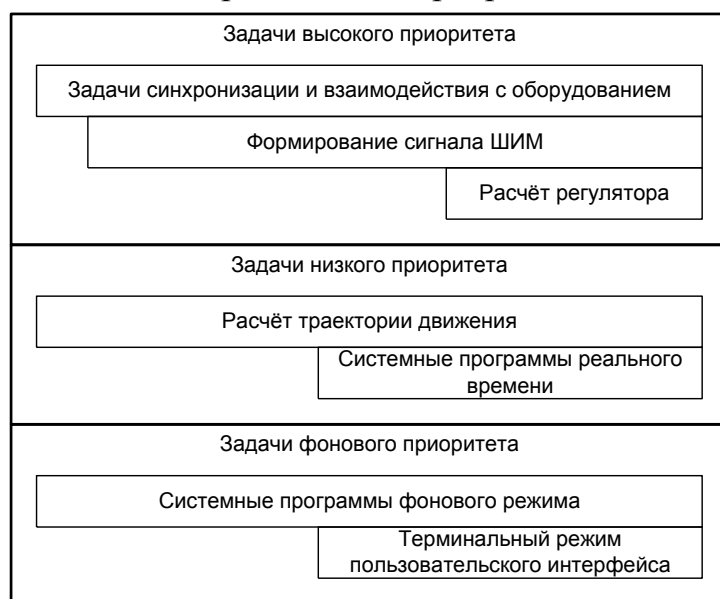 Задачи высокого приоритета
Задачи синхронизации и взаимодействия с оборудованием
Формирование сигнала ШИМ
Расчёт регулятора
Задачи низкого приоритета
Расчёт траектории движения
Системные программы реального
времени
Задачи фонового приоритета
Системные программы фонового режима
Терминальный режим
пользовательского интерфейса